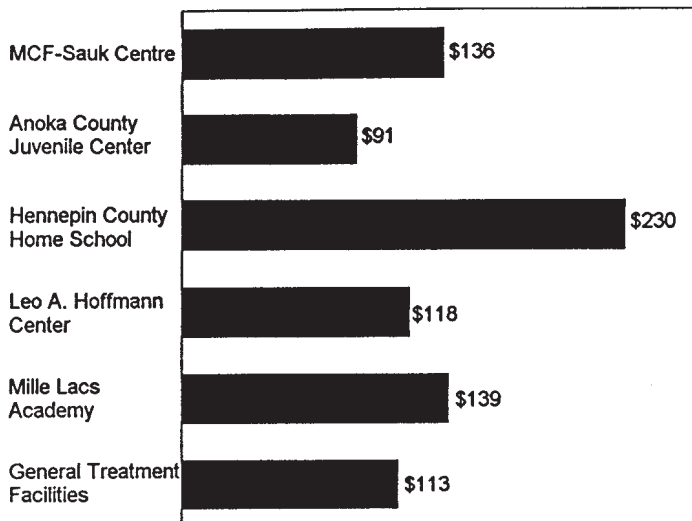 MCF-Sauk Centre
$136
Anoka County
Juvenile Center
$91
Hennepin County
Home School
$230
Leo A. Hoffmann
Center
$118
Mille Lacs
Academy
$139
General Treatment
Facilities
$113